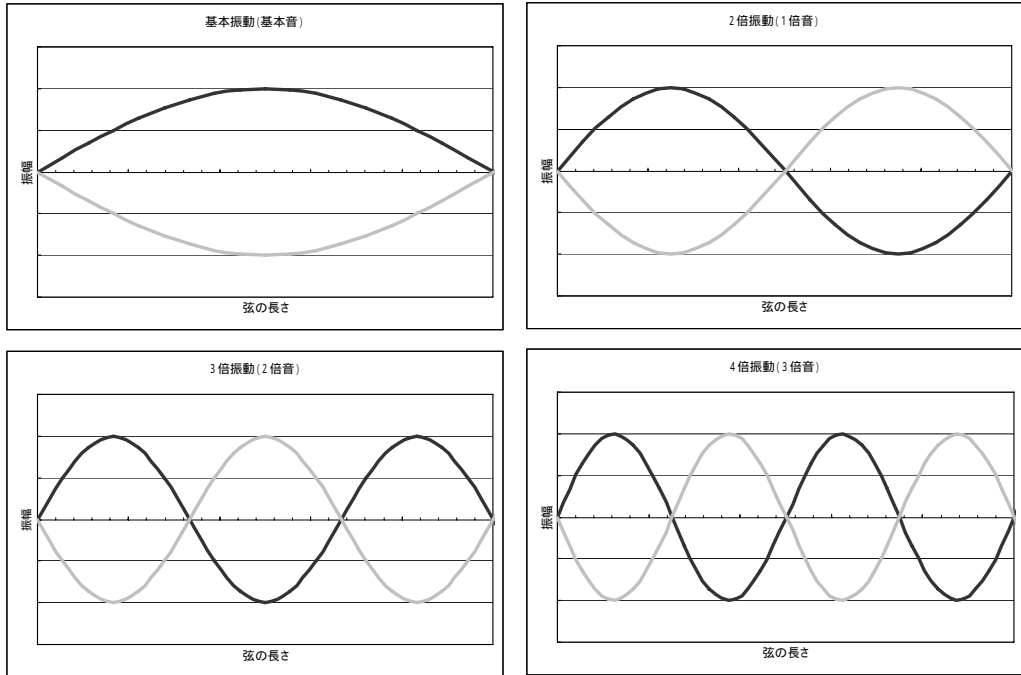 基本振動(基本音)
振幅
弦の長さ
2倍振動(1倍音)
振幅
弦の長さ
3倍振動(2倍音)
振幅
弦の長さ
4倍振動(3倍音)
振幅
弦の長さ